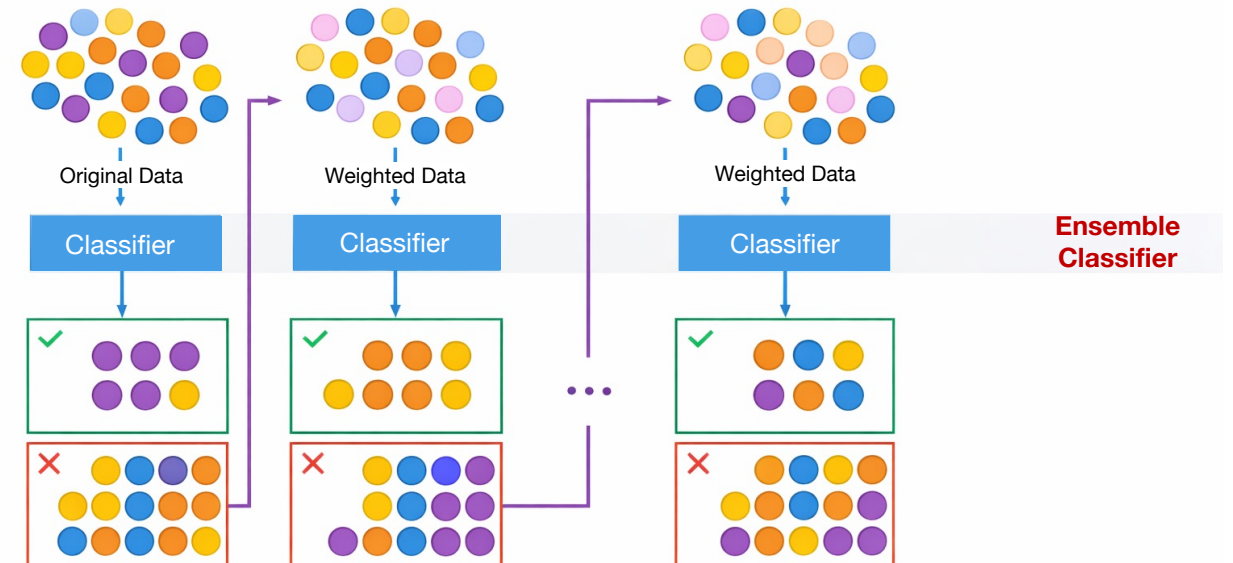 Original Data
Weighted Data
Weighted Data
Classifier
Classifier
Classifier
Ensemble
Classifier